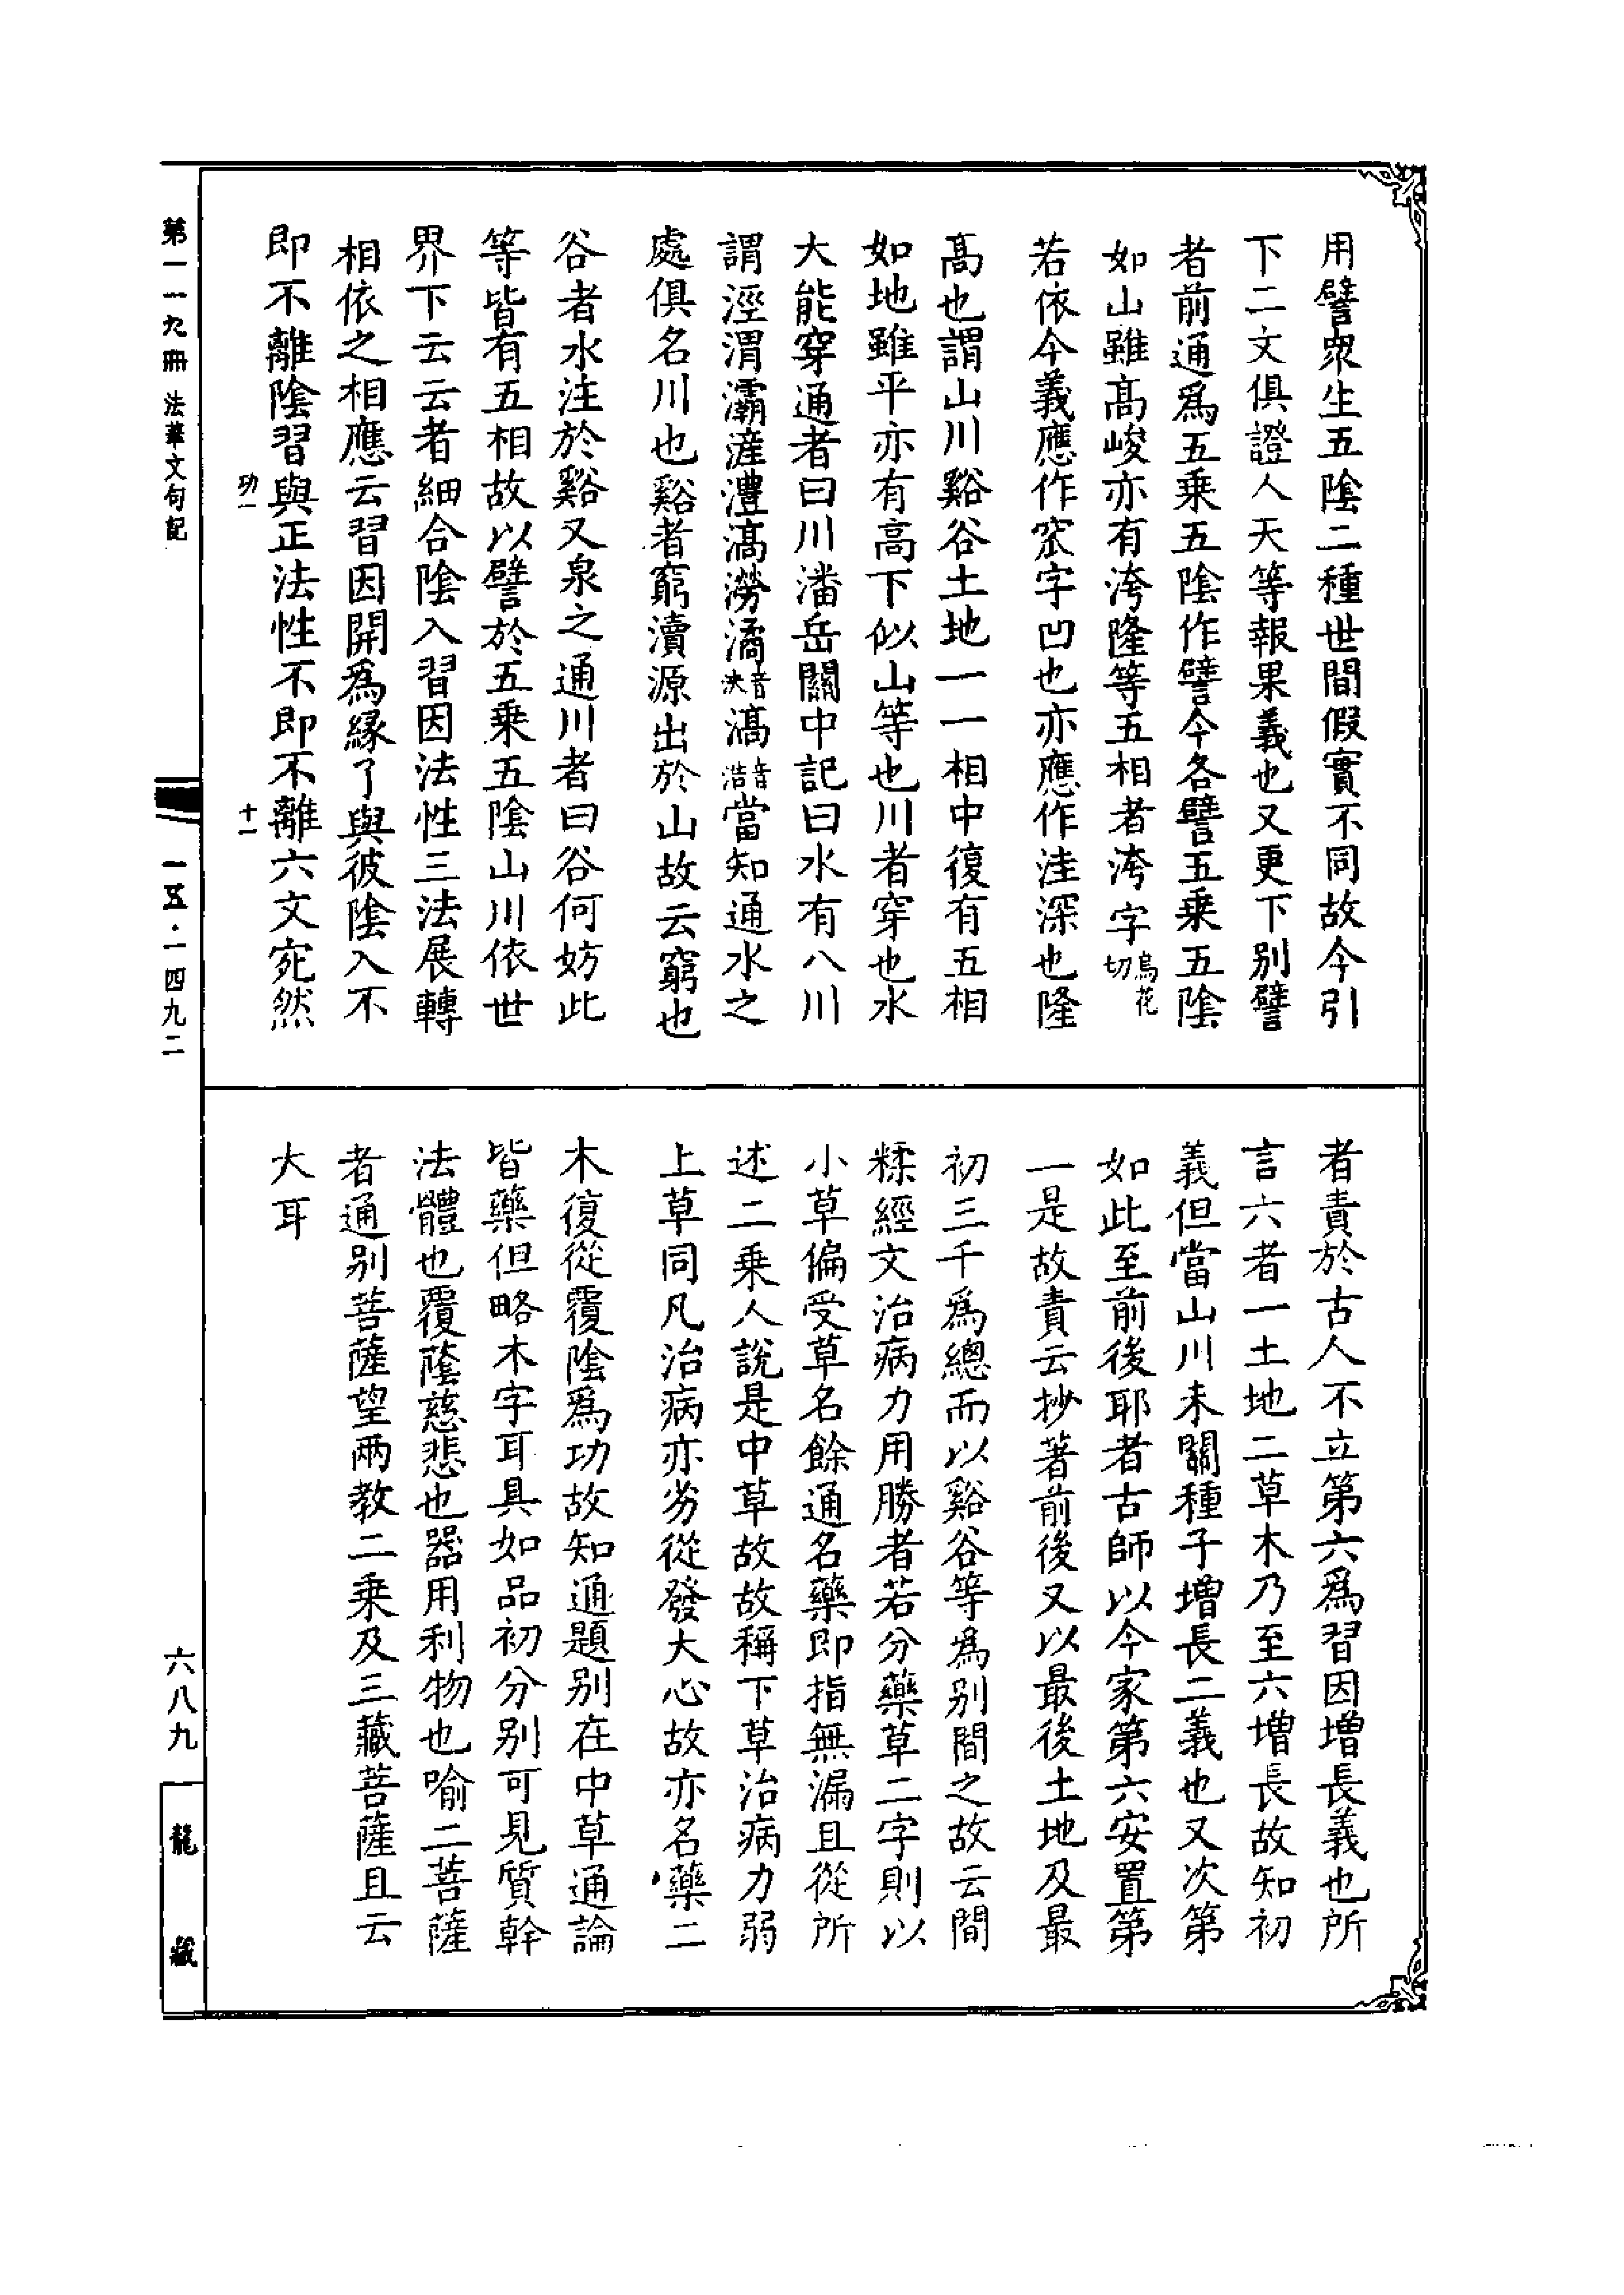 用譬衆生五陰二種世間假實不同故今引
下二文俱證人天等報果義也又更下别譬
者前通爲五乗五陰作譬今各譬五乗五陰
如山雖高峻亦有洿隆等五相者洿字烏花切
若依今義應作窊字凹也亦應作洼深也隆
高也謂山川谿谷土地一一相中復有五相
如地雖平亦有高下似山等也川者穿也水
大能穿通者曰川潘岳關中記曰水有八川
謂涇渭灞滻澧滈澇潏音決滈音浩當知通水之
處俱名川也谿者窮瀆源出於山故云窮也
谷者水注於谿又泉之通川者曰谷何妨此
等皆有五相故以譬於五乗五陰山川依世
界下云云者細合陰入習因法性三法展轉
相依之相應云習因開爲緣了與彼陰入不
即不離陰習與正法性不即不離六文宛然
功一
十一
者責於古人不立第六爲習因增長義也所
言六者一土地二草木乃至六增長故知初
義但當山川未關種子增長二義也又次第
如此至前後耶者古師以今家第六安置第
一是故責云抄著前後又以最後土地及最
初三千爲總而以谿谷等爲别間之故云間
糅經文治病力用勝者若分藥草二字則以
小草偏受草名餘通名藥即指無漏且從所
述二乗人說是中草故故稱下草治病力弱
上草同凡治病亦劣從發大心故亦名藥二
木復從覆陰爲功故知通題别在中草通論
皆藥但略木字耳具如品初分别可見質幹
法體也覆蔭慈悲也器用利物也喻二菩薩
者通别菩薩望兩教二乗及三藏菩薩且云
大耳
第一一九冊 法華文句記
一五·一四九二
六八九
龍藏